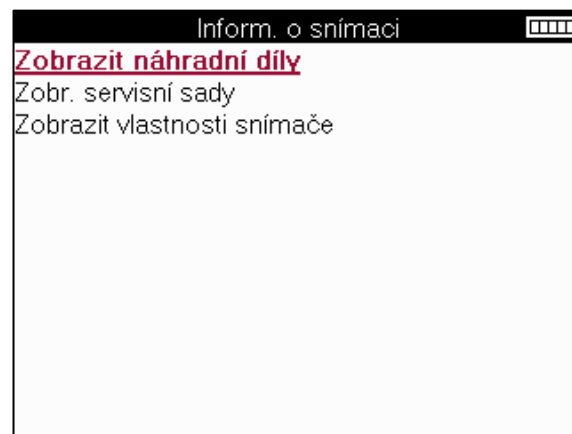 Inform. o snímaci
Zobrazit náhradní díly
Zobr. servisní sady
Zobrazit vlastnosti snímače